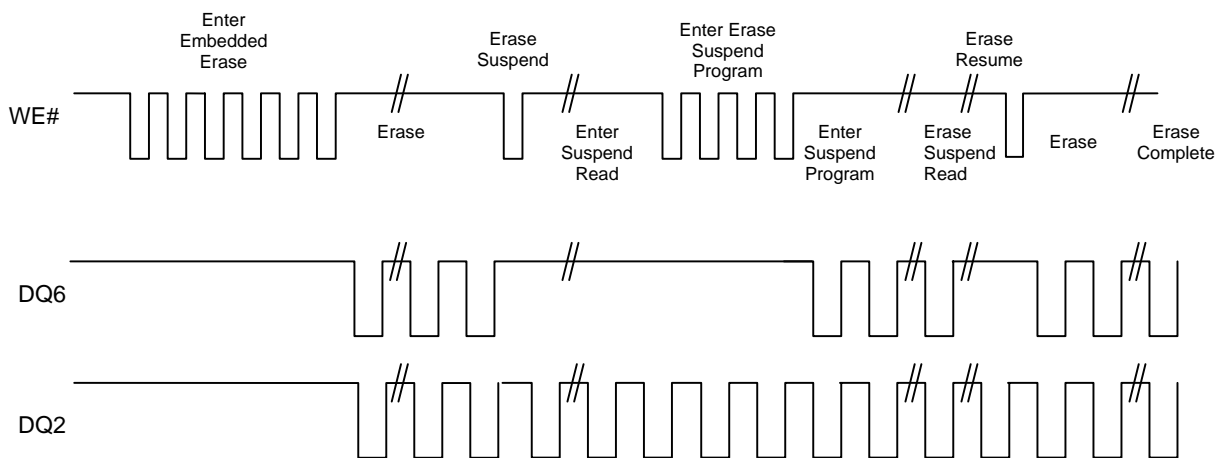 Enter
Embedded
Erase
Erase
Suspend
Enter Erase
Suspend
Program
Erase
Resume
WE#
Erase
Enter
Suspend
Read
Enter
Suspend
Program
Erase
Suspend
Read
Erase
Erase
Complete
DQ6
DQ2